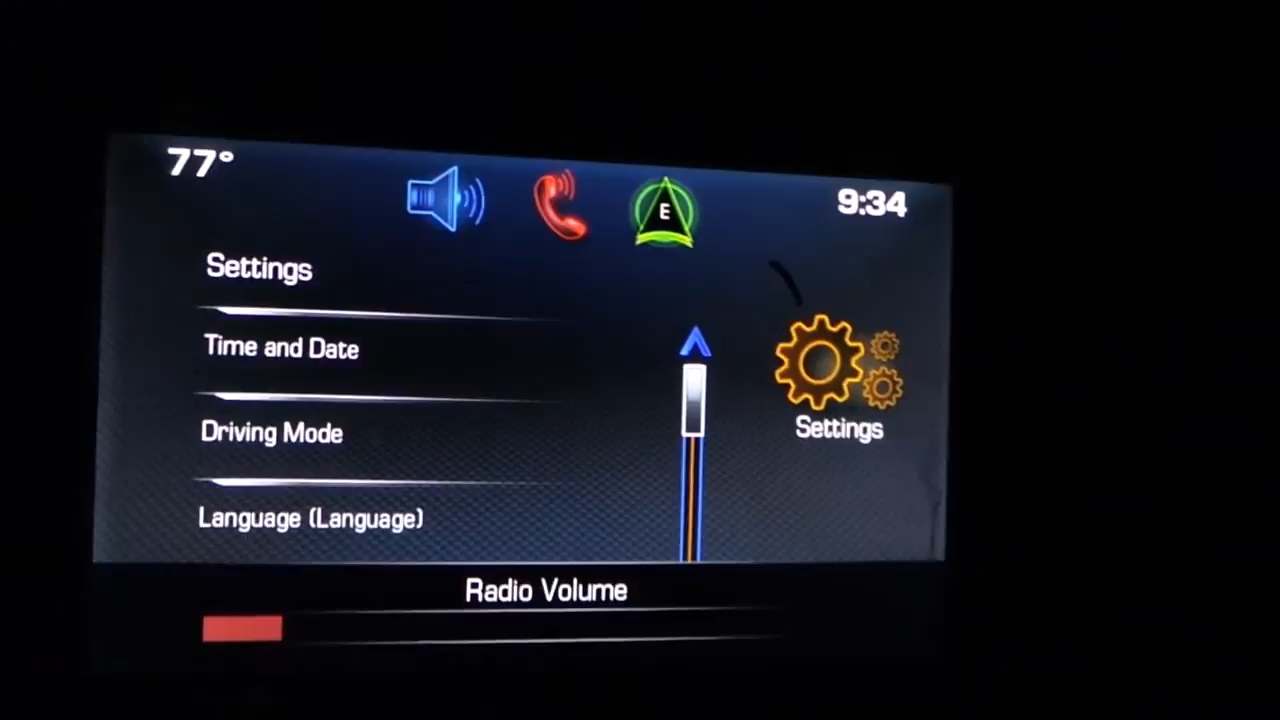 77°
E
9:34
Settings
Time and Date
Settings
Driving Mode
Language (Language)
Radio Volume